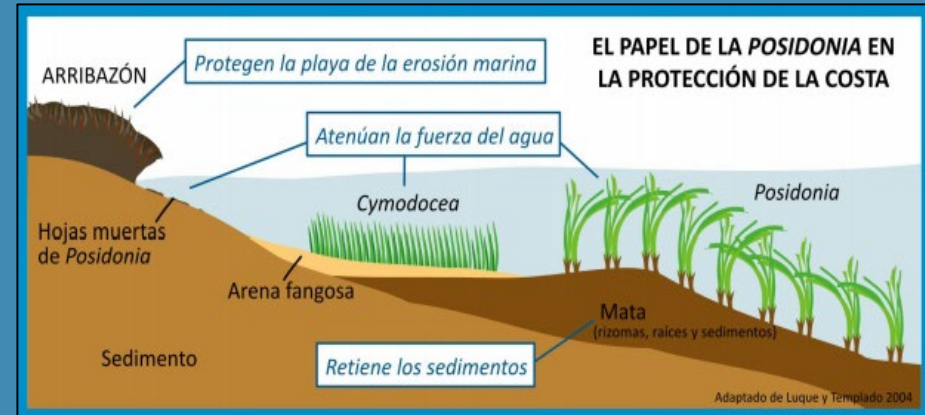 EL PAPEL DE LA POSIDONIA EN
LA PROTECCIÓN DE LA COSTA
ARRIBAZÓN
Protegen la playa de la erosión marina
Atenúan la fuerza del agua
Cymodocea
Posidonia
Hojas muertas
de Posidonia
Arena fangosa
Mata
(rizomas, raíces y sedimentos)
Sedimento
Retiene los sedimentos
Adaptado de Luque y Templado 2004